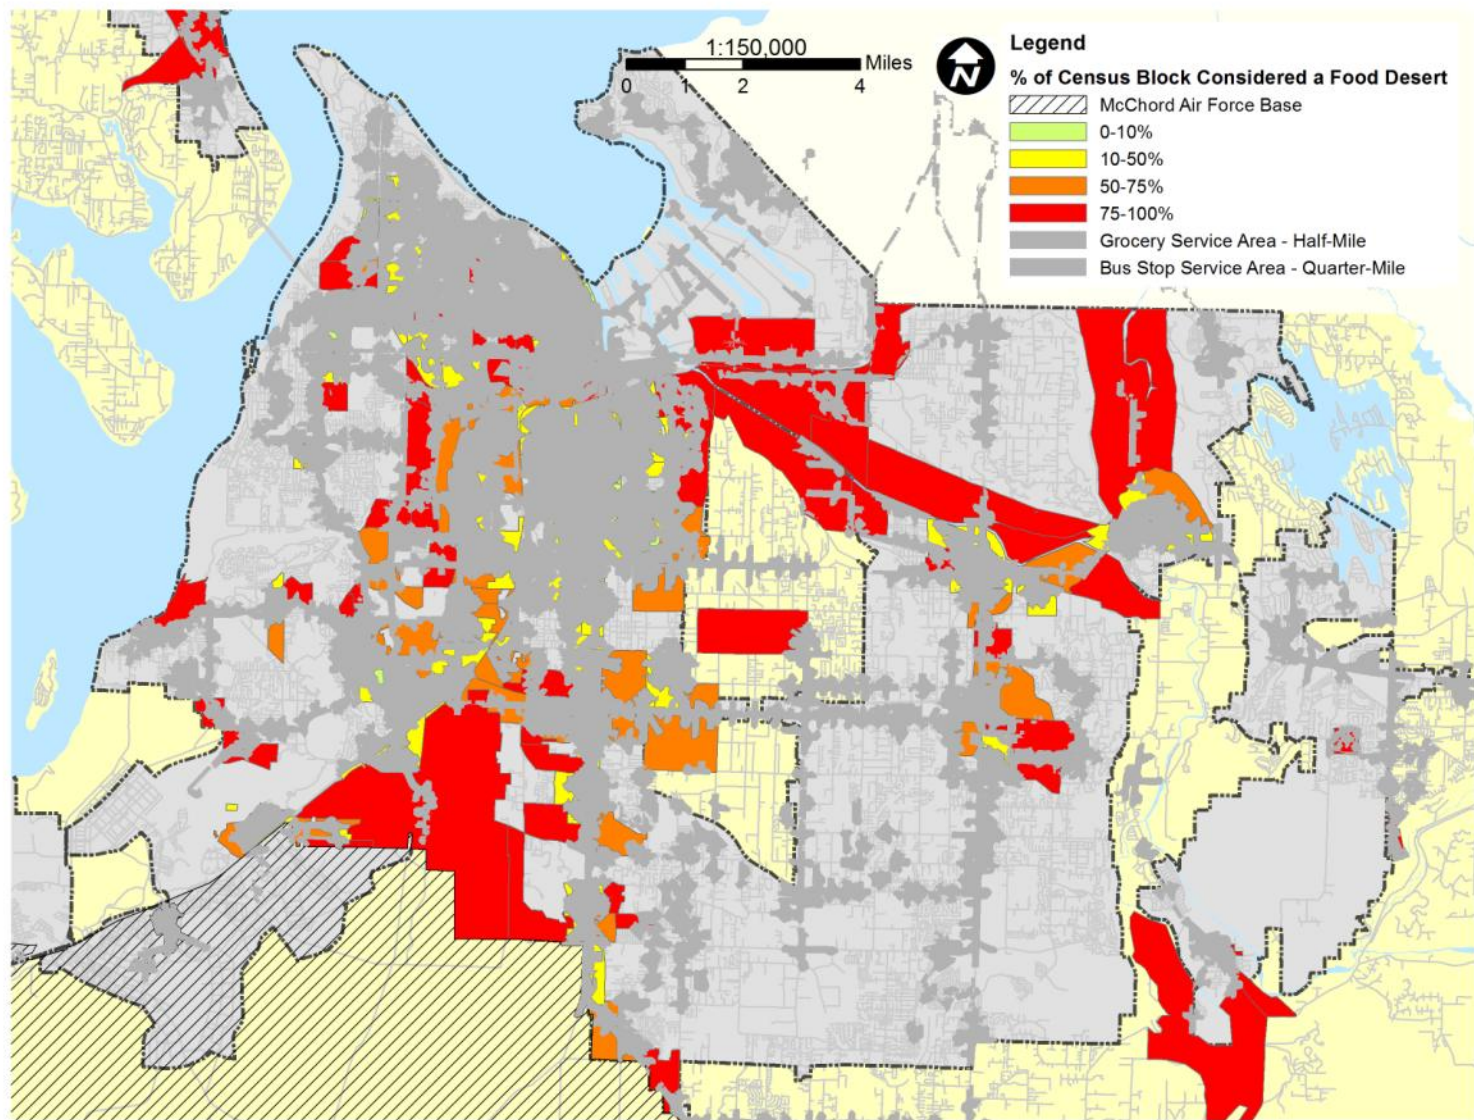 1:150,000
Miles
0 1 2 4
N
Legend
% of Census Block Considered a Food Desert
McChord Air Force Base
0-10%
10-50%
50-75%
75-100%
Grocery Service Area - Half-Mile
Bus Stop Service Area - Quarter-Mile